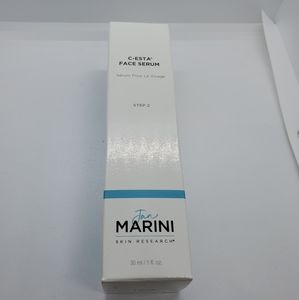 C-ESTA®
FACE SERUM
Sérum Pour Le Visage
STEP 2
Jan
MARINI
SKIN RESEARCH®
30 ml / 1 fl. oz.